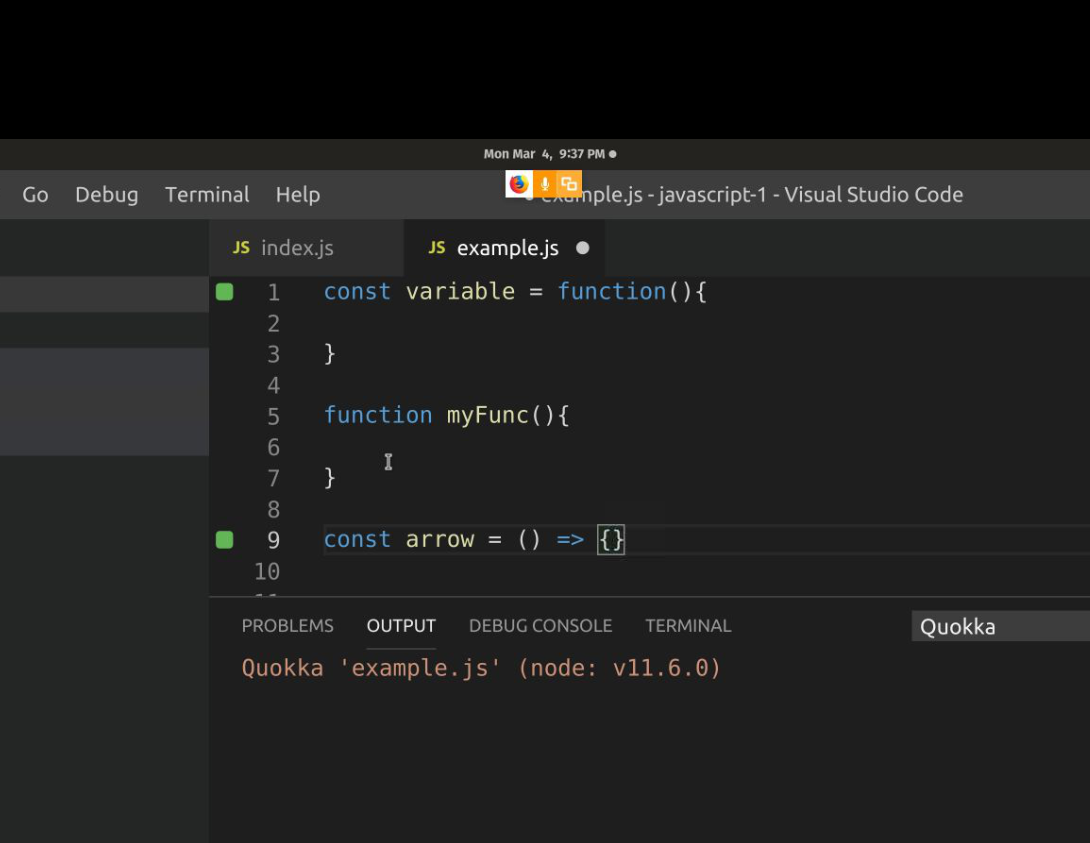 Mon Mar 4, 9:37 PM
Go Debug Terminal Help
example.js - javascript-1 - Visual Studio Code
JS index.js JS example.js
1 const variable = function(){
2
3 }
4
5 function myFunc(){
6
7 }
8
9 const arrow = () => {}
10
PROBLEMS OUTPUT DEBUG CONSOLE TERMINAL Quokka
Quokka 'example.js' (node: v11.6.0)